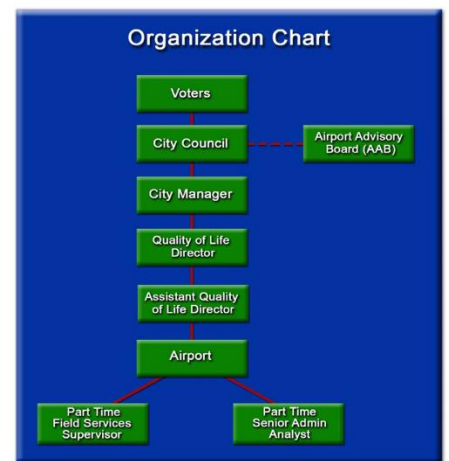 Organization Chart
Voters
City Council
Airport Advisory
Board (AAB)
City Manager
Quality of Life
Director
Assistant Quality
of Life Director
Airport
Part Time
Field Services
Supervisor
Part Time
Senior Admin
Analyst